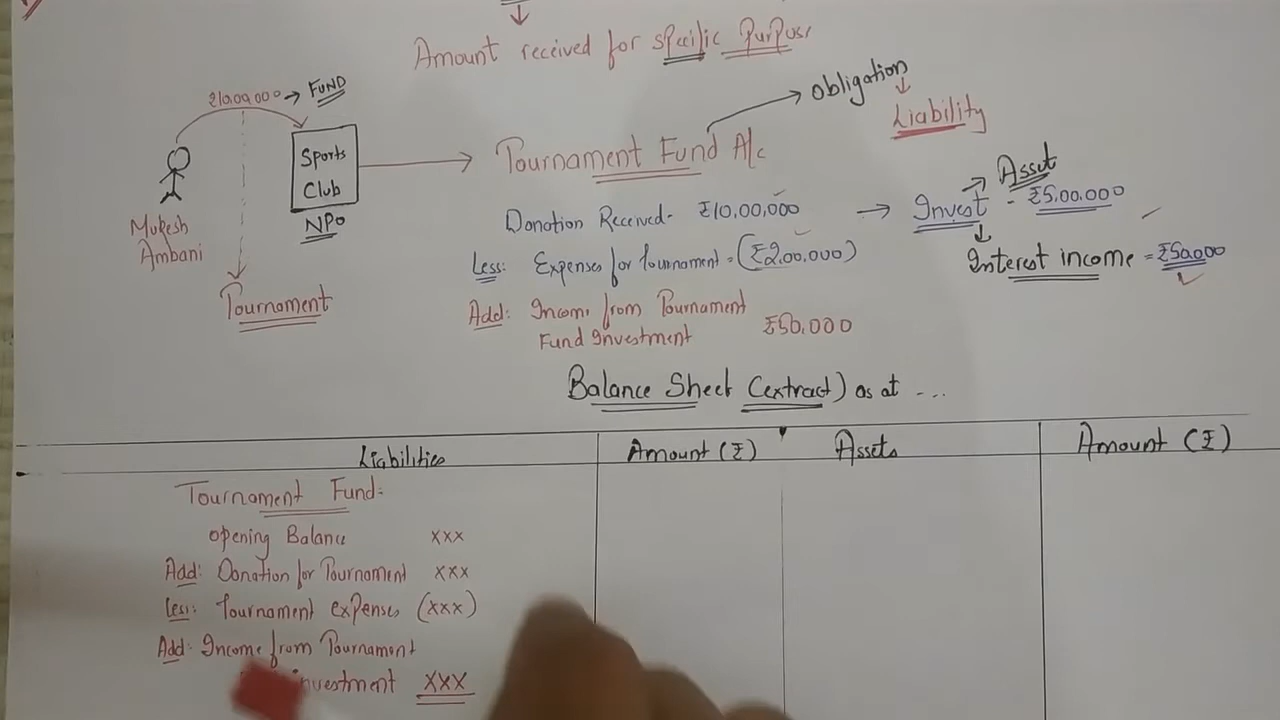 Amount received for specific Purpose
₹10,00,000 → FUND
Sports
Club
NPO
Mukesh
Ambani
Tournament
Tournament Fund A/c
obligation
Liability
Donation Received - ₹10,00,000
Less: Expenses for Tournament = (₹2,00,000)
Add: Income from Tournament
Fund Investment ₹50,000
Asset
Invest - ₹5,00,000
Interest income = ₹50,000
Balance Sheet (extract) as at ...
Liabilities Amount (₹) Assets Amount (₹)
Tournament Fund:
Opening Balance xxx
Add: Donation for Tournament xxx
Less: Tournament expenses (xxx)
Add: Income from Tournament
investment xxx